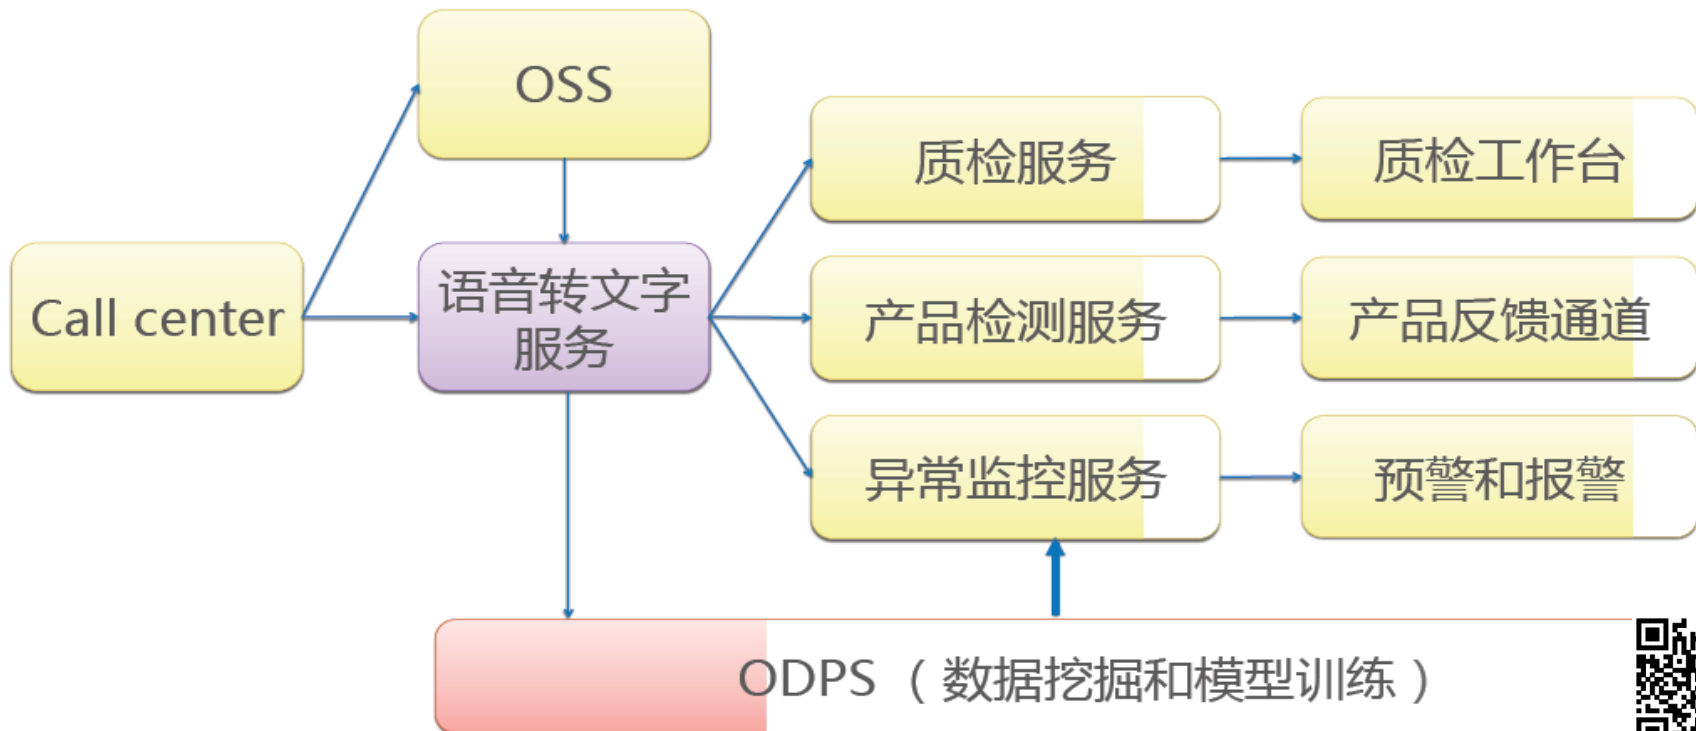 OSS
质检服务
质检工作台
Call center
语音转文字
服务
产品检测服务
产品反馈通道
异常监控服务
预警和报警
ODPS （数据挖掘和模型训练）